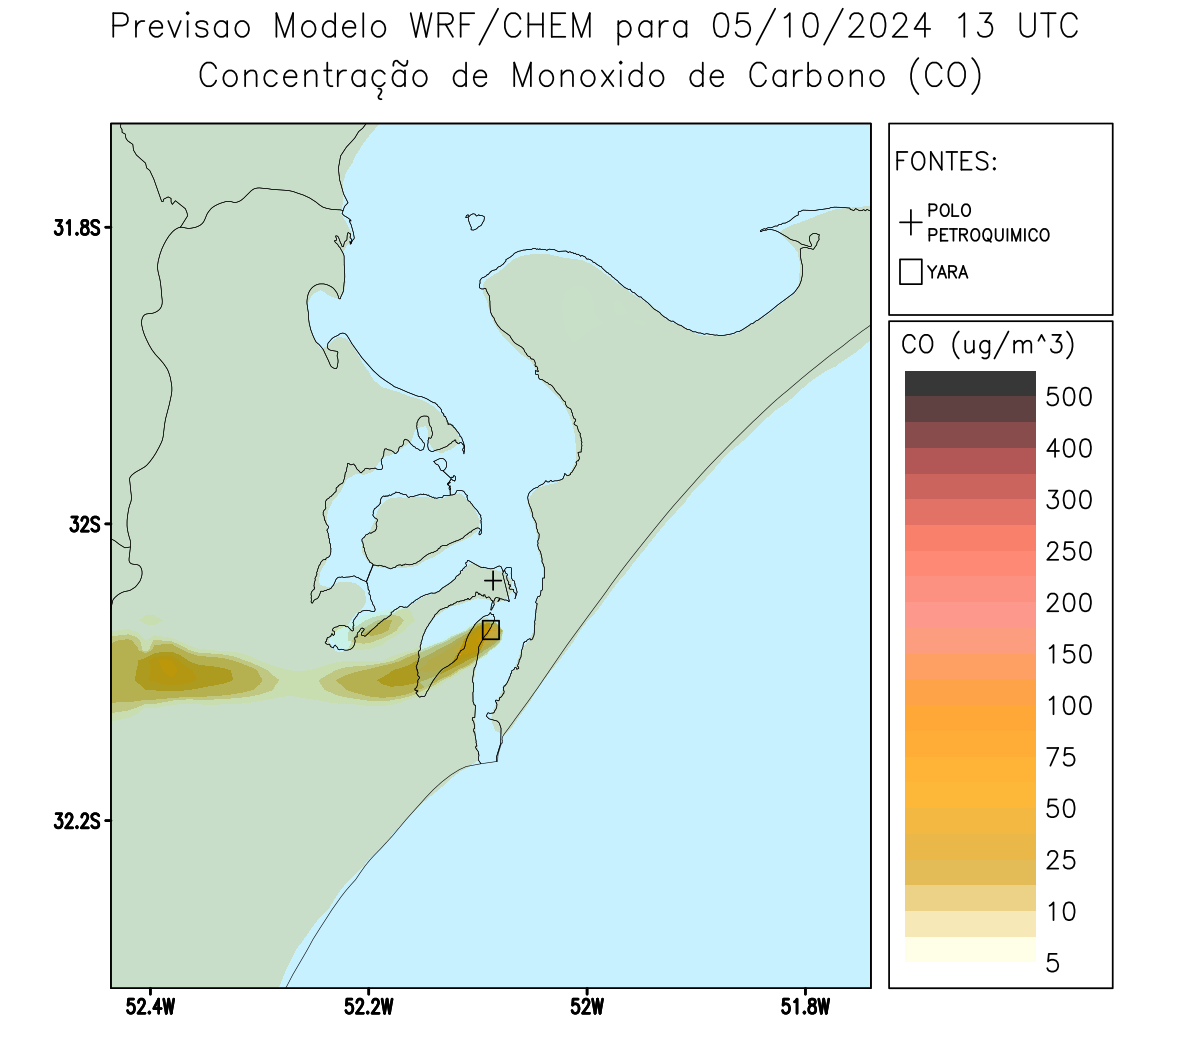 Previsao Modelo WRF/CHEM para 05/10/2024 13 UTC
Concentração de Monoxido de Carbono (CO)
FONTES:
POLO
PETROQUIMICO
YARA
CO (ug/m^3)
500
400
300
250
200
150
100
75
50
25
10
5
31.8S
32S
32.2S
52.4W
52.2W
52W
51.8W